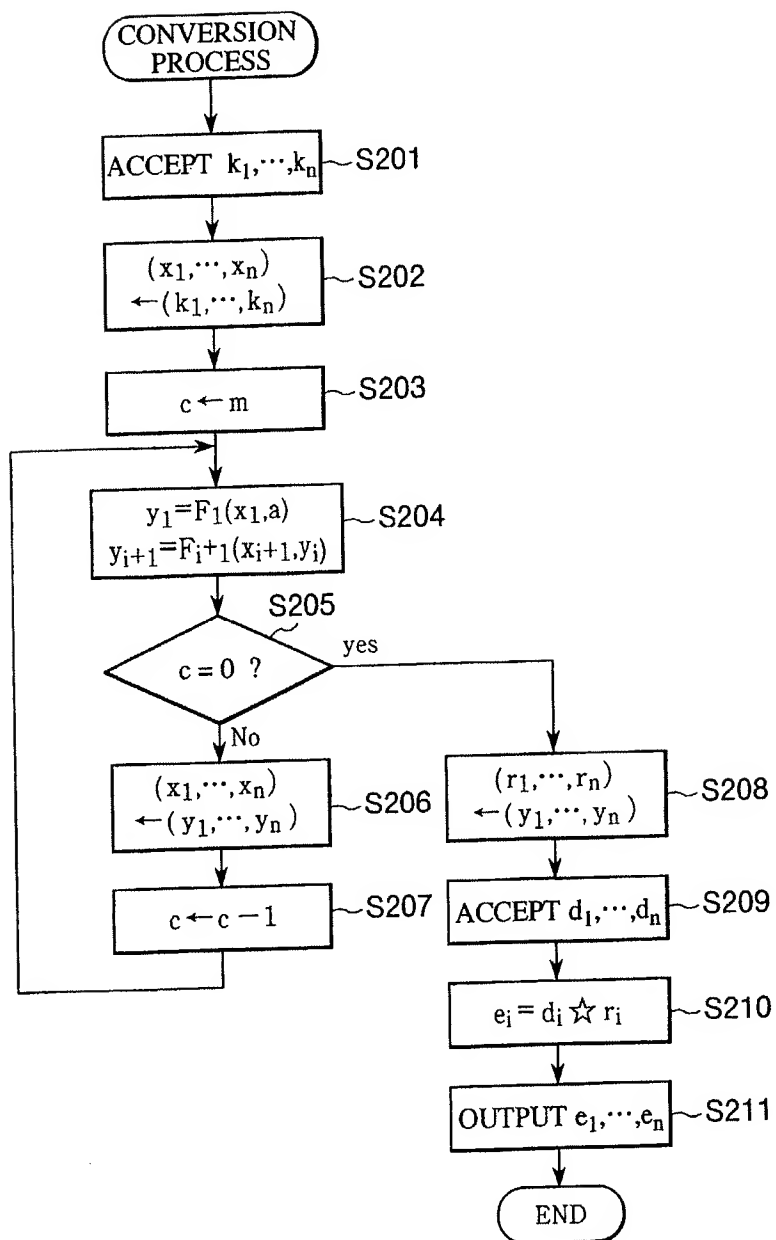 CONVERSION
PROCESS
ACCEPT k₁,⋯,kₙ
S201
(x₁,⋯,xₙ)
←(k₁,⋯,kₙ)
S202
c←m
S203
y₁=F₁(x₁,a)
yᵢ₊₁=Fᵢ+1(xᵢ₊₁,yᵢ)
S204
S205
c=0 ?
yes
No
(x₁,⋯,xₙ)
←(y₁,⋯,yₙ)
S206
c←c−1
S207
(r₁,⋯,rₙ)
←(y₁,⋯,yₙ)
S208
ACCEPT d₁,⋯,dₙ
S209
eᵢ=dᵢ☆rᵢ
S210
OUTPUT e₁,⋯,eₙ
S211
END